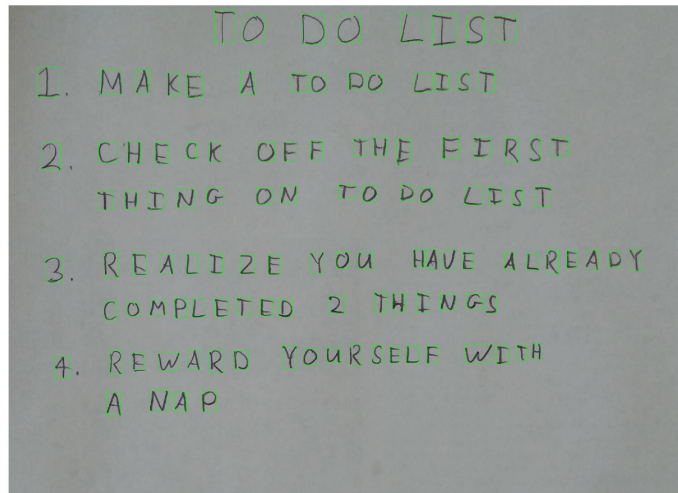 TO DO LIST
1. MAKE A TO DO LIST
2. CHECK OFF THE FIRST
THING ON TO DO LIST
3. REALIZE YOU HAVE ALREADY
COMPLETED 2 THINGS
4. REWARD YOURSELF WITH
A NAP